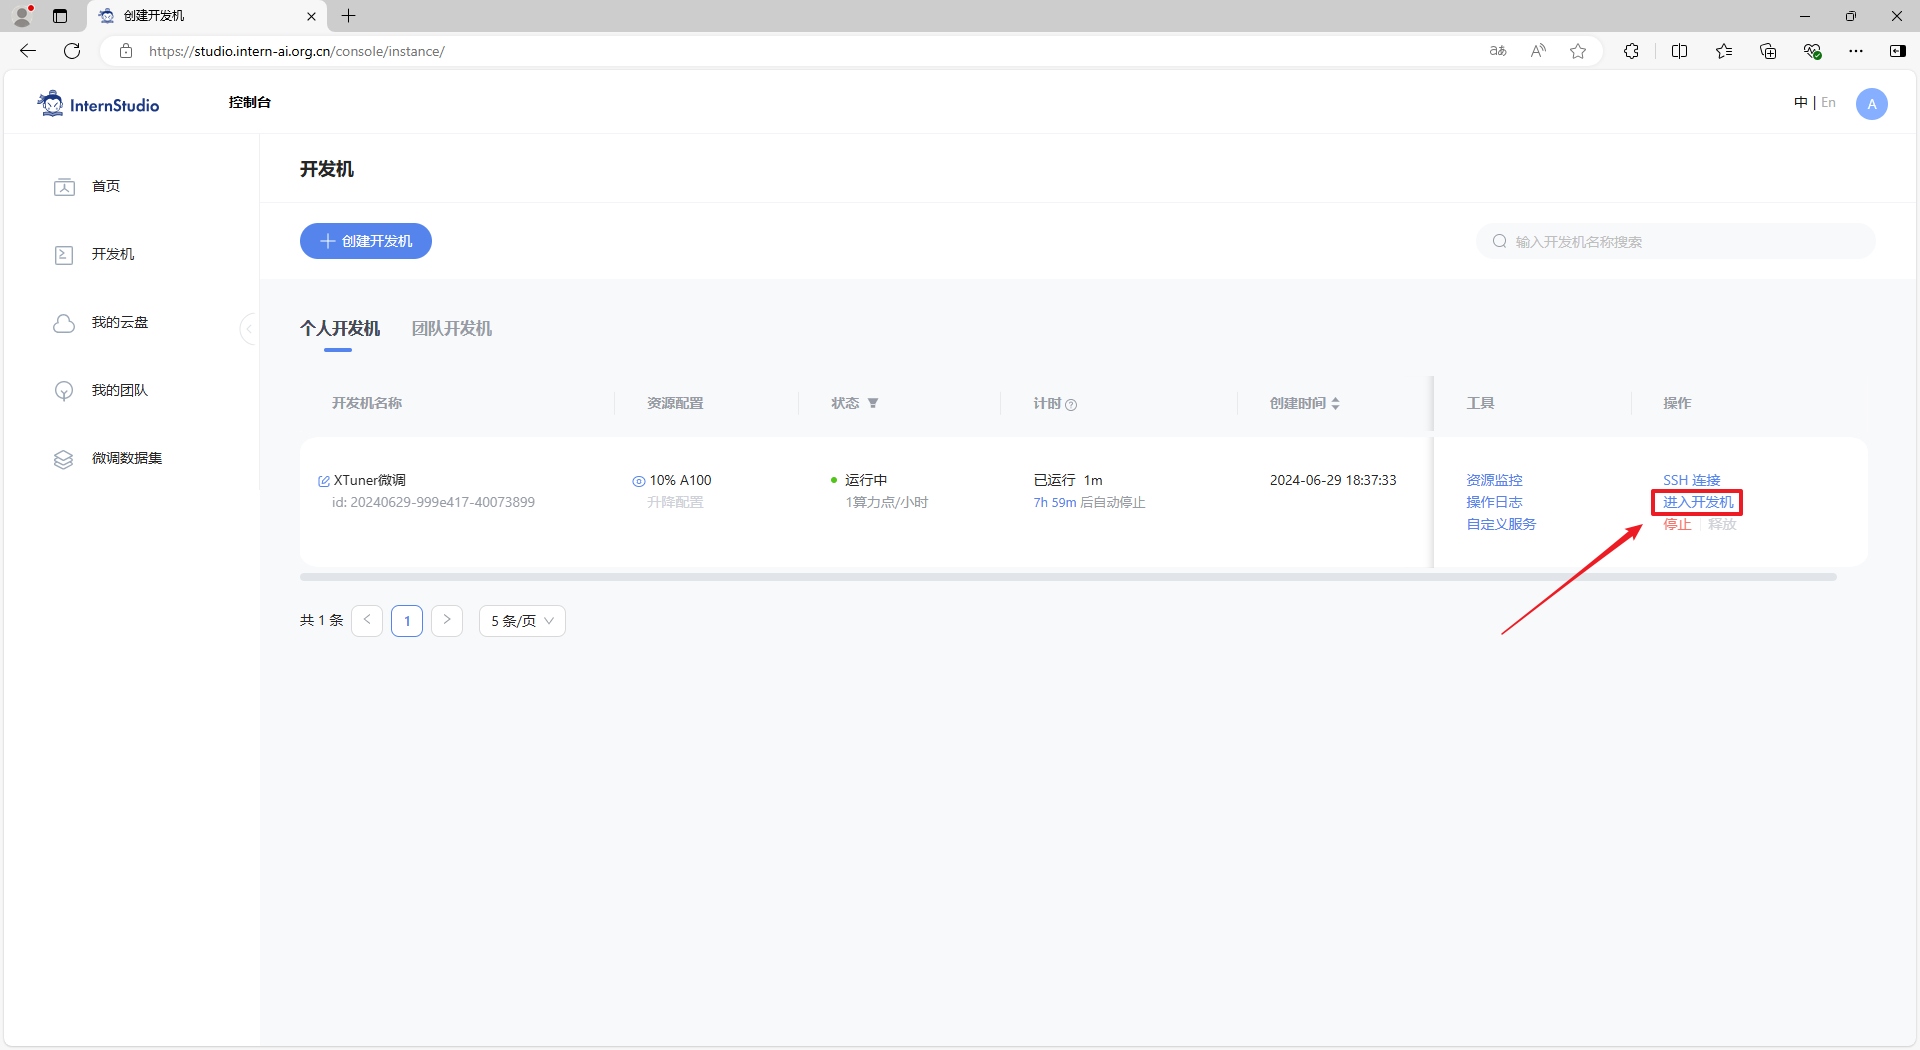 创建开发机
https://studio.intern-ai.org.cn/console/instance/
InternStudio
控制台
中 | En
A
首页
开发机
我的云盘
我的团队
微调数据集
开发机
创建开发机
输入开发机名称搜索
个人开发机 团队开发机
开发机名称 资源配置 状态 计时 创建时间 工具 操作
XTuner微调 10% A100 运行中 已运行 1m 2024-06-29 18:37:33 资源监控 SSH 连接
id: 20240629-999e417-40073899 升降配置 1算力点/小时 7h 59m 后自动停止 操作日志 进入开发机
自定义服务 停止 释放
共 1 条 1 5 条/页